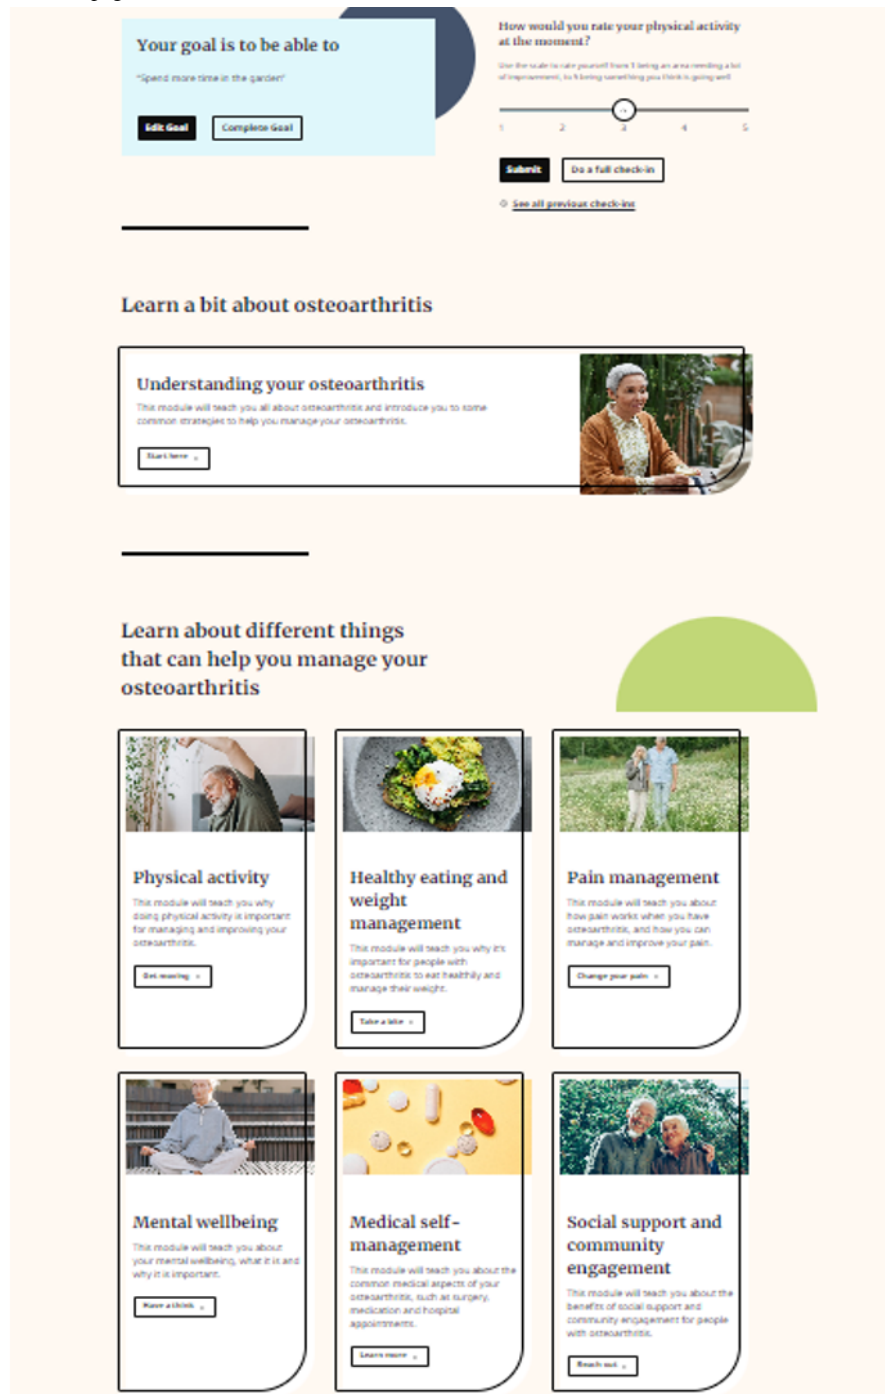 Your goal is to be able to
"Spend more time in the garden"
Edit Goal
Complete Goal
How would you rate your physical activity
at the moment?
Use the scale to rate yourself from 1 being an area needing a lot
of improvement, to 5 being something you think is going well
1 2 3 4 5
Submit
Do a full check-in
See all previous check-ins
Learn a bit about osteoarthritis
Understanding your osteoarthritis
This module will teach you all about osteoarthritis and introduce you to some
common strategies to help you manage your osteoarthritis.
Start here
Learn about different things
that can help you manage your
osteoarthritis
Physical activity
This module will teach you why
doing physical activity is important
for managing and improving your
osteoarthritis.
Get moving
Healthy eating and
weight
management
This module will teach you why it's
important for people with
osteoarthritis to eat healthily and
manage their weight.
Take a bite
Pain management
This module will teach you about
how pain works when you have
osteoarthritis, and how you can
manage and improve your pain.
Change your pain
Mental wellbeing
This module will teach you about
your mental wellbeing, what it is and
why it is important.
Have a think
Medical self-
management
This module will teach you about the
common medical aspects of your
osteoarthritis, such as surgery,
medication and hospital
appointments.
Learn more
Social support and
community
engagement
This module will teach you about the
benefits of social support and
community engagement for people
with osteoarthritis.
Reach out